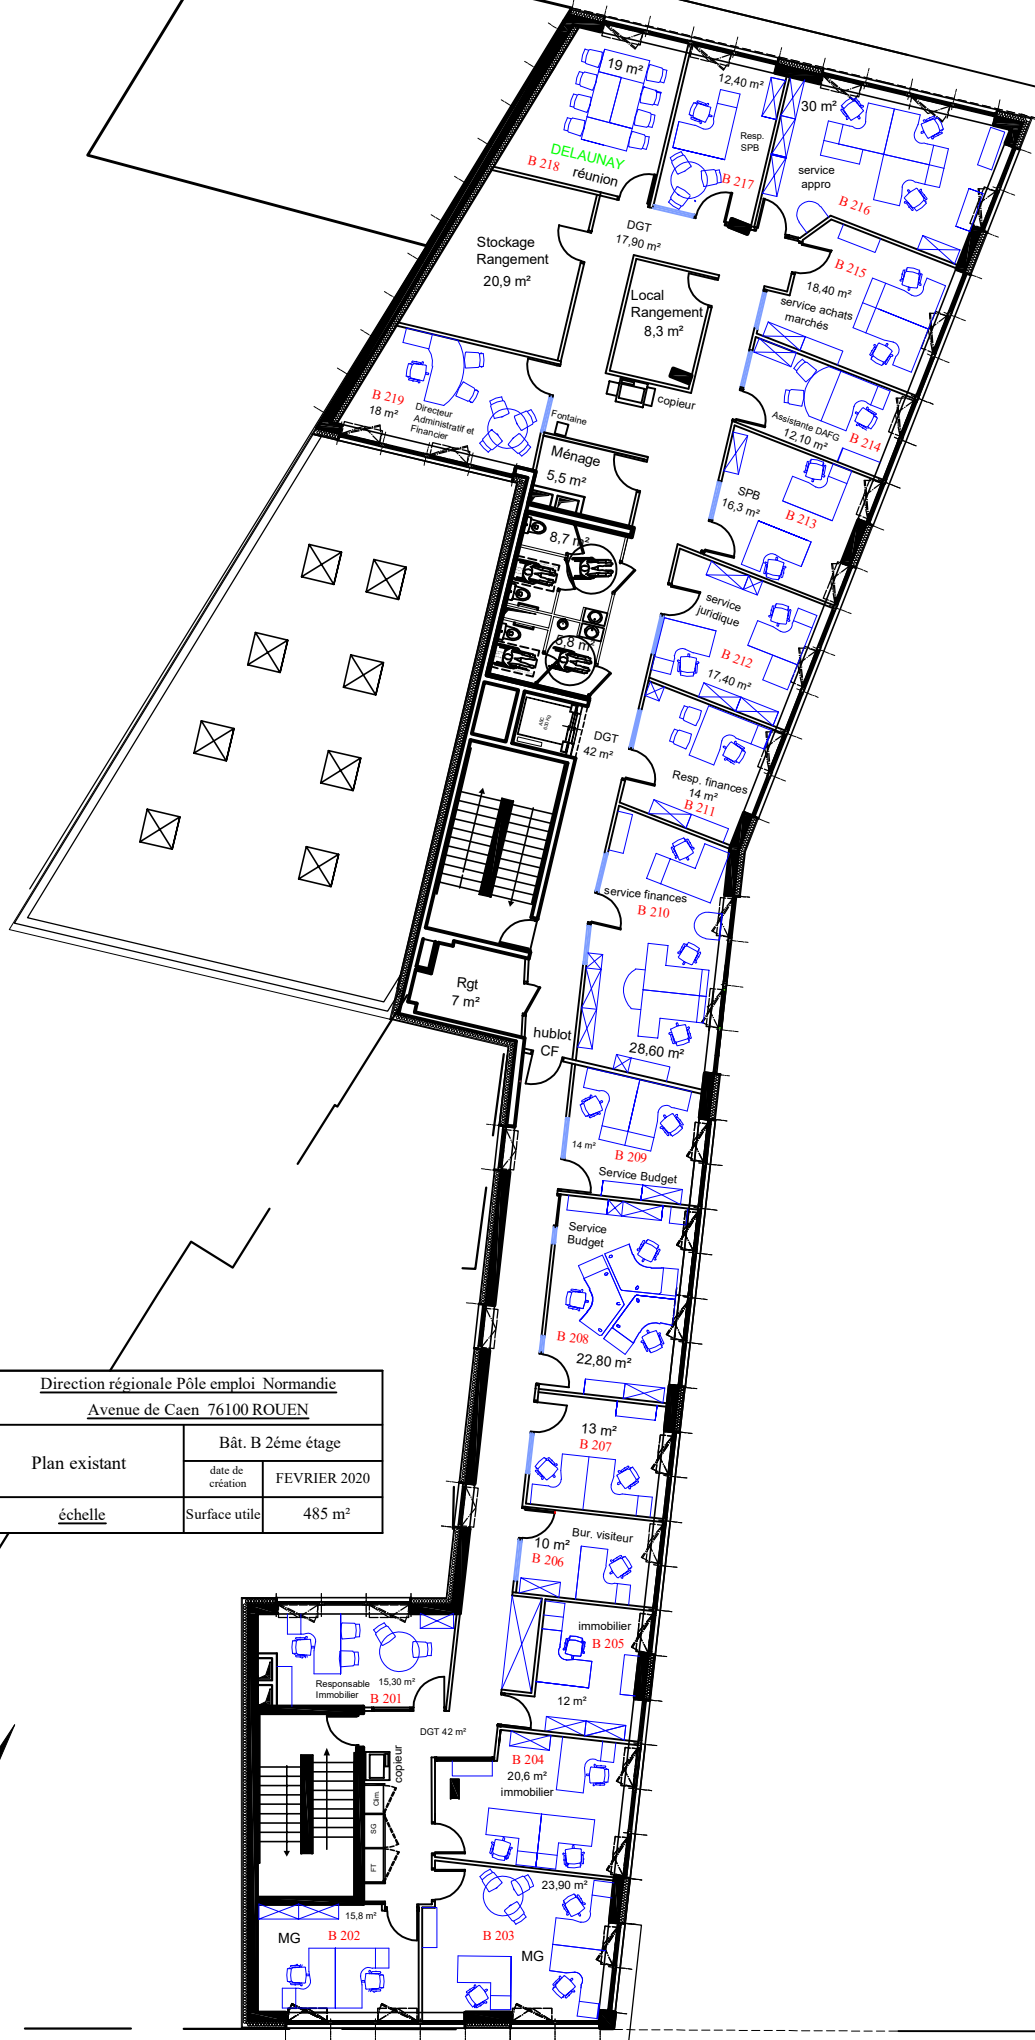 19 m²
DELAUNAY
B 218
réunion
12,40 m²
Resp.
SPB
B 217
30 m²
service
appro
B 216
Stockage
Rangement
20,9 m²
DGT
17,90 m²
B 215
18,40 m²
service achats
marchés
Local
Rangement
8,3 m²
copieur
B 219
18 m²
Directeur
Administratif et
Financier
Fontaine
Assistante DAFG
12,10 m²
B 214
Ménage
5,5 m²
SPB
16,3 m²
B 213
8,7 m²
5,8 m²
service
juridique
B 212
17,40 m²
DGT
42 m²
Resp. finances
14 m²
B 211
service finances
B 210
28,60 m²
Rgt
7 m²
hublot
CF
14 m²
B 209
Service Budget
Service
Budget
B 208
22,80 m²
Direction régionale Pôle emploi Normandie
Avenue de Caen 76100 ROUEN
Plan existant
Bât. B 2éme étage
date de
création
FEVRIER 2020
échelle
Surface utile
485 m²
13 m²
B 207
Bur. visiteur
10 m²
B 206
immobilier
B 205
12 m²
Responsable
Immobilier
15,30 m²
B 201
DGT 42 m²
copieur
Clim.
SG
FT
B 204
20,6 m²
immobilier
23,90 m²
B 203
MG
15,8 m²
MG
B 202